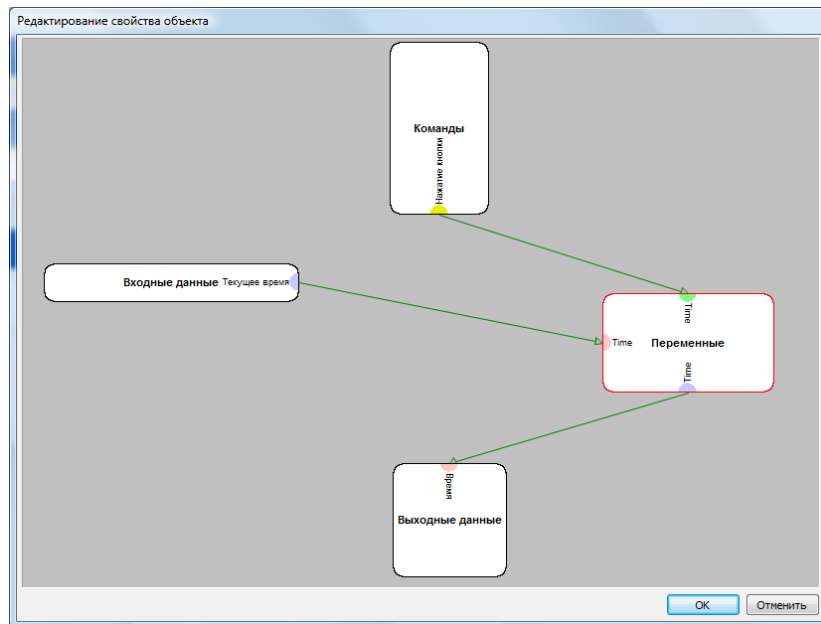 Редактирование свойства объекта
Команды
Нажатие кнопки
Входные данные Текущее время
Time
Time Переменные
Time
Время
Выходные данные
OK Отменить